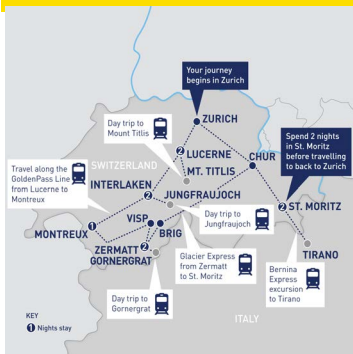 Your journey
begins in Zurich
ZURICH
Day trip to
Mount Titlis
Spend 2 nights
in St. Moritz
before travelling
to back to Zurich
2
LUCERNE
CHUR
SWITZERLAND
MT. TITLIS
Travel along the
GoldenPass Line
from Lucerne to
Montreux
INTERLAKEN
2
JUNGFRAUJOCH
2
ST. MORITZ
VISP
BRIG
Day trip to
Jungfraujoch
MONTREUX
1
ZERMATT
2
GORNERGRAT
Glacier Express
from Zermatt
to St. Moritz
TIRANO
Bernina
Express
excursion
to Tirano
Day trip to
Gornergrat
ITALY
KEY
1 Nights stay